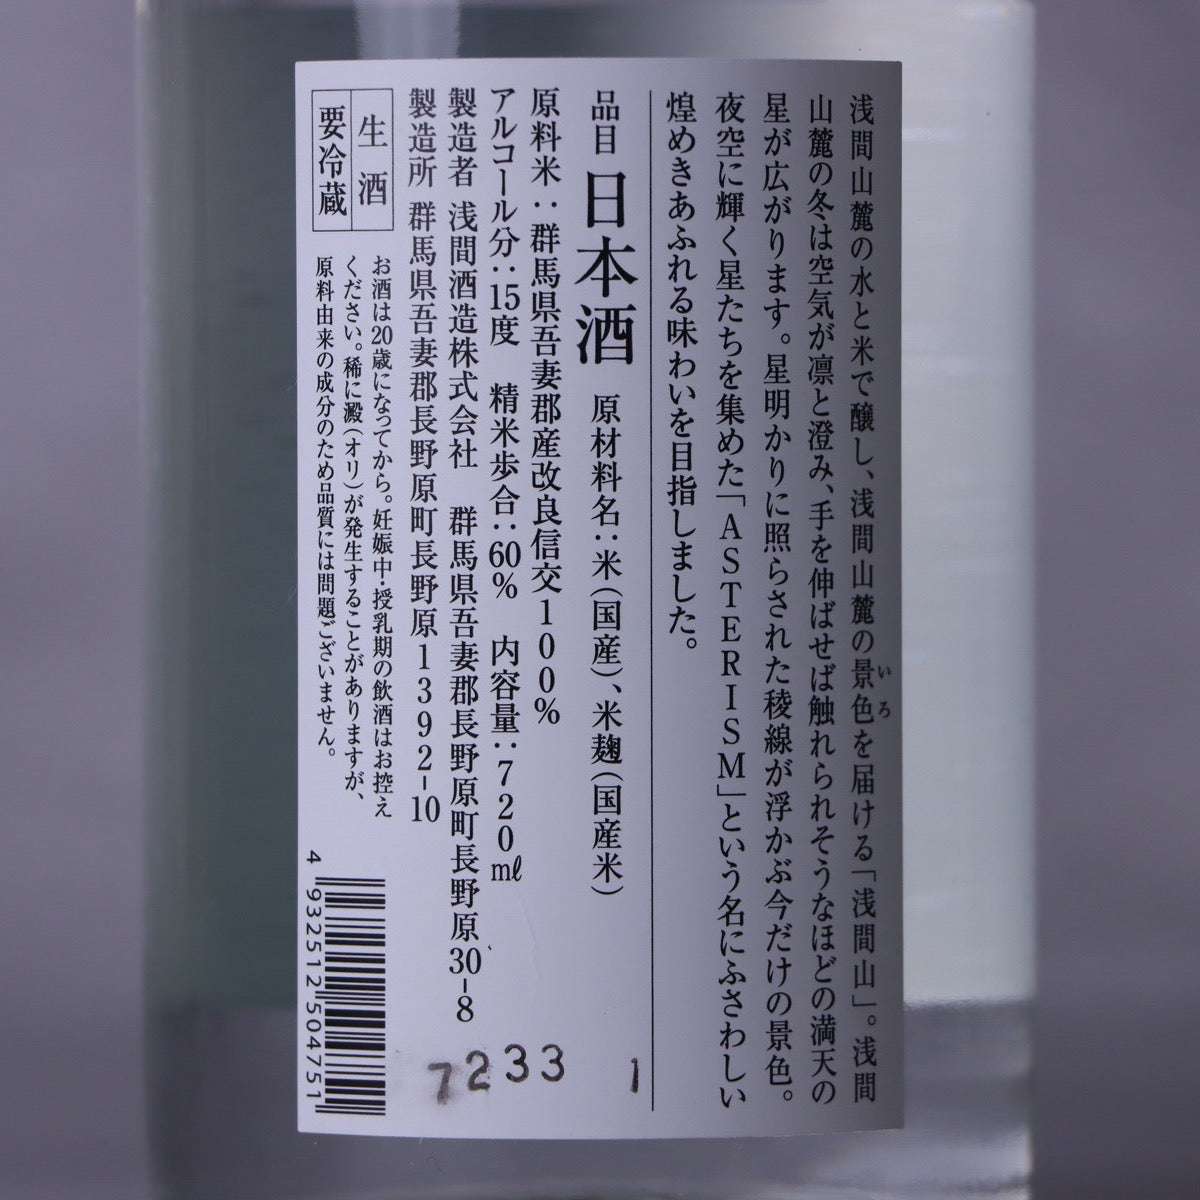 浅間山麓の水と米で醸し、浅間山麓の景色を届ける「浅間山」。浅間
いろ
山麓の冬は空気が凛と澄み、手を伸ばせば触れられそうなほどの満天の
星が広がります。星明かりに照らされた稜線が浮かぶ今だけの景色。
夜空に輝く星たちを集めた「ASTERISM」という名にふさわしい
煌めきあふれる味わいを目指しました。
品目 日本酒 原材料名：米（国産）、米麹（国産米）
原料米：群馬県吾妻郡産改良信交100%
アルコール分：15度 精米歩合：60% 内容量：720mℓ
製造者 浅間酒造株式会社 群馬県吾妻郡長野原町長野原30-8
製造所 群馬県吾妻郡長野原町長野原1392-10
生酒
要冷蔵
お酒は20歳になってから。妊娠中・授乳期の飲酒はお控え
ください。稀に澱（オリ）が発生することがありますが、
原料由来の成分のため品質には問題ございません。
4 932512 504751
7233 1